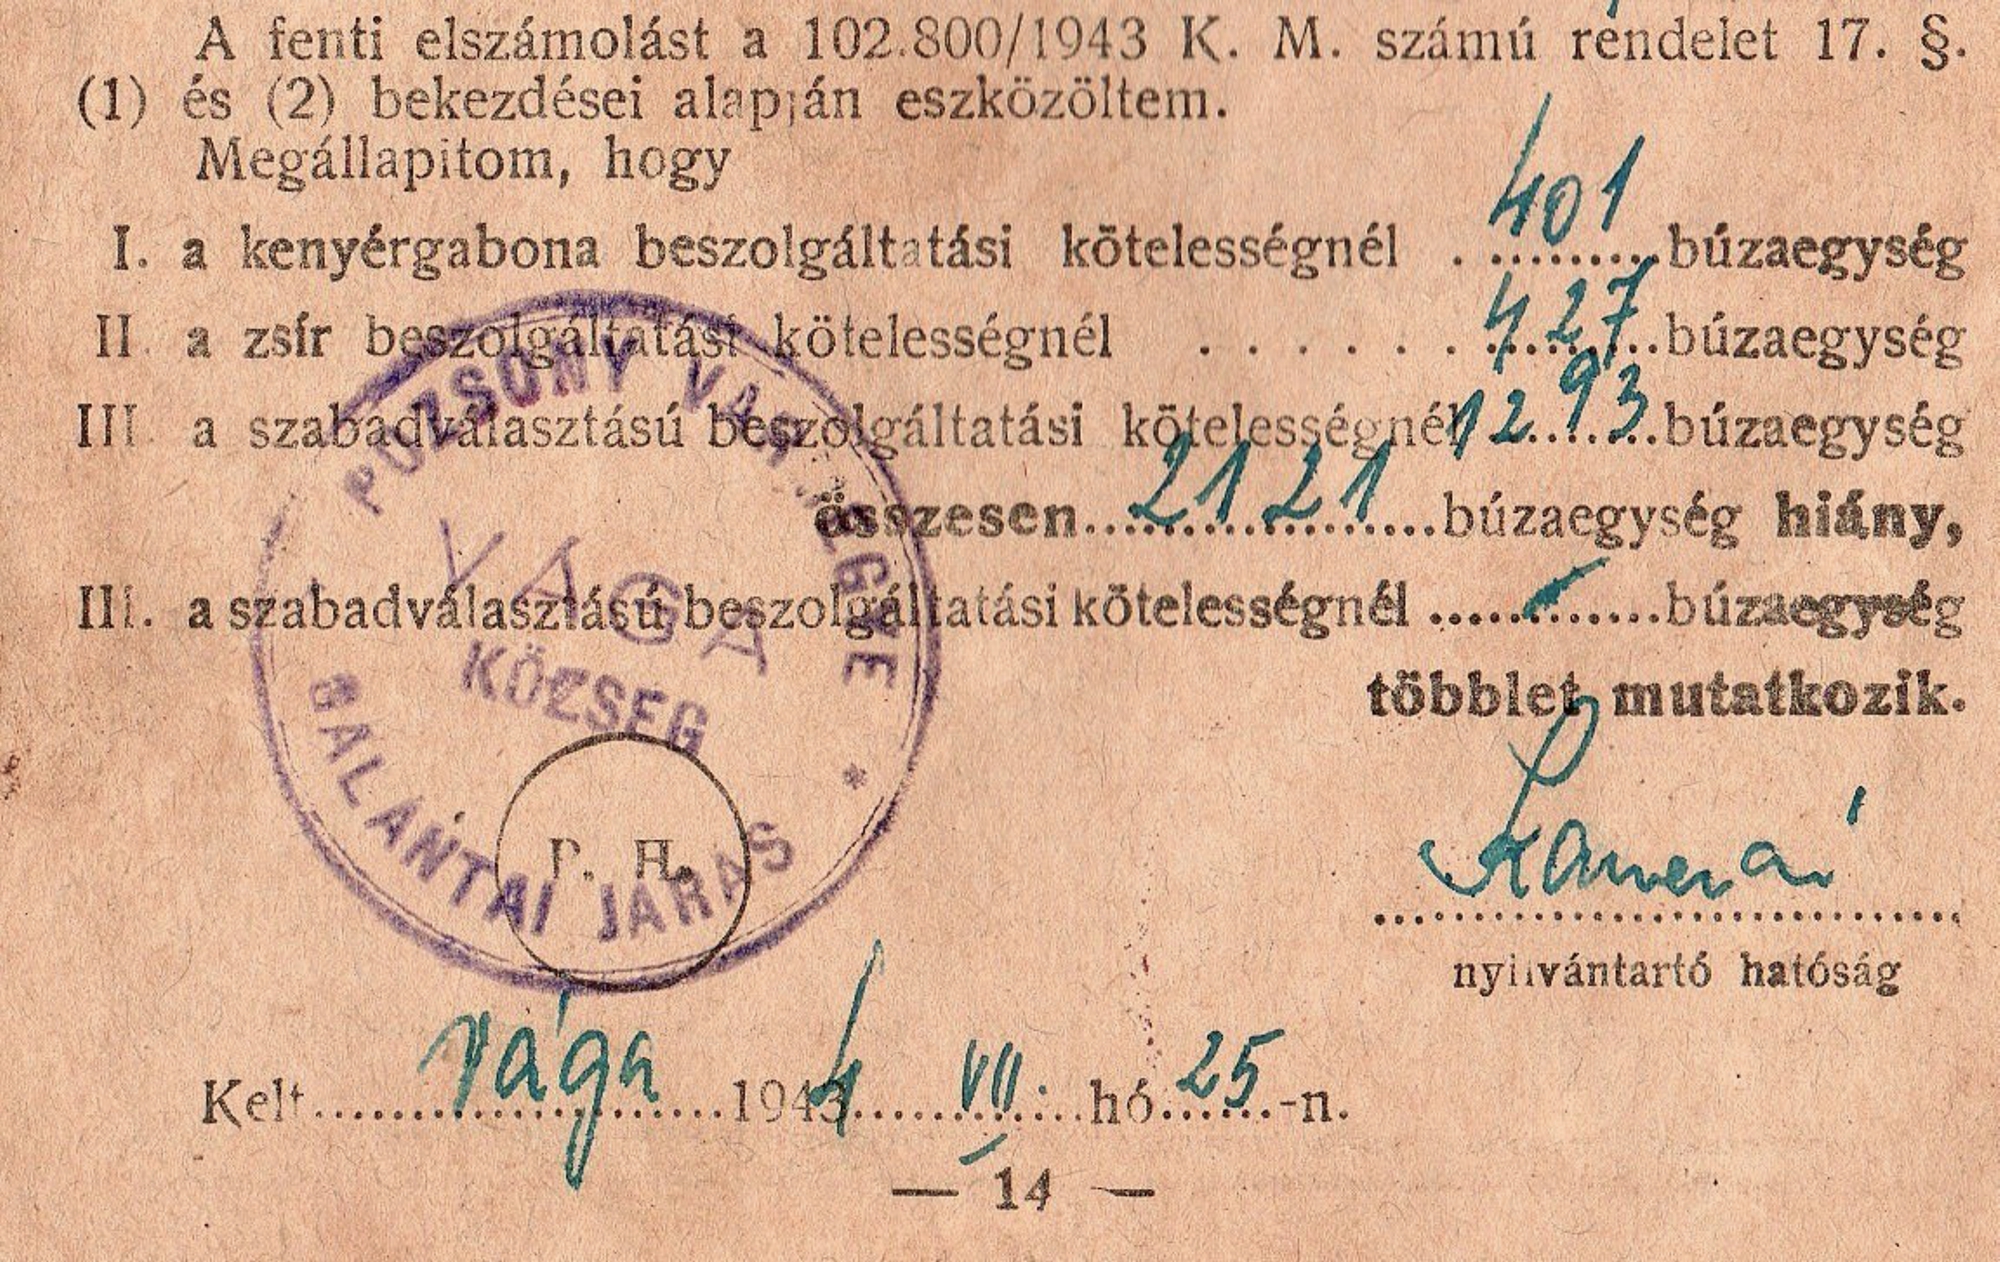 A fenti elszámolást a 102.800/1943 K. M. számú rendelet 17. §.
(1) és (2) bekezdései alapján eszközöltem.
Megállapitom, hogy
I. a kenyérgabona beszolgáltatási kötelességnél . 401 búzaegység
II. a zsír beszolgáltatási kötelességnél . . . . . . . 427 búzaegység
III. a szabadválasztású beszolgáltatási kötelességnél 1293 búzaegység
összesen 2121 búzaegység hiány,
III. a szabadválasztású beszolgáltatási kötelességnél ............ búzaegység
többlet mutatkozik.
POZSONY VÁRMEGYE
VÁGA
KÖZSÉG
GALÁNTAI JÁRÁS *
P. H.
nyilvántartó hatóság
Kelt Vága 1944 VII. hó 25-n.
— 14 —